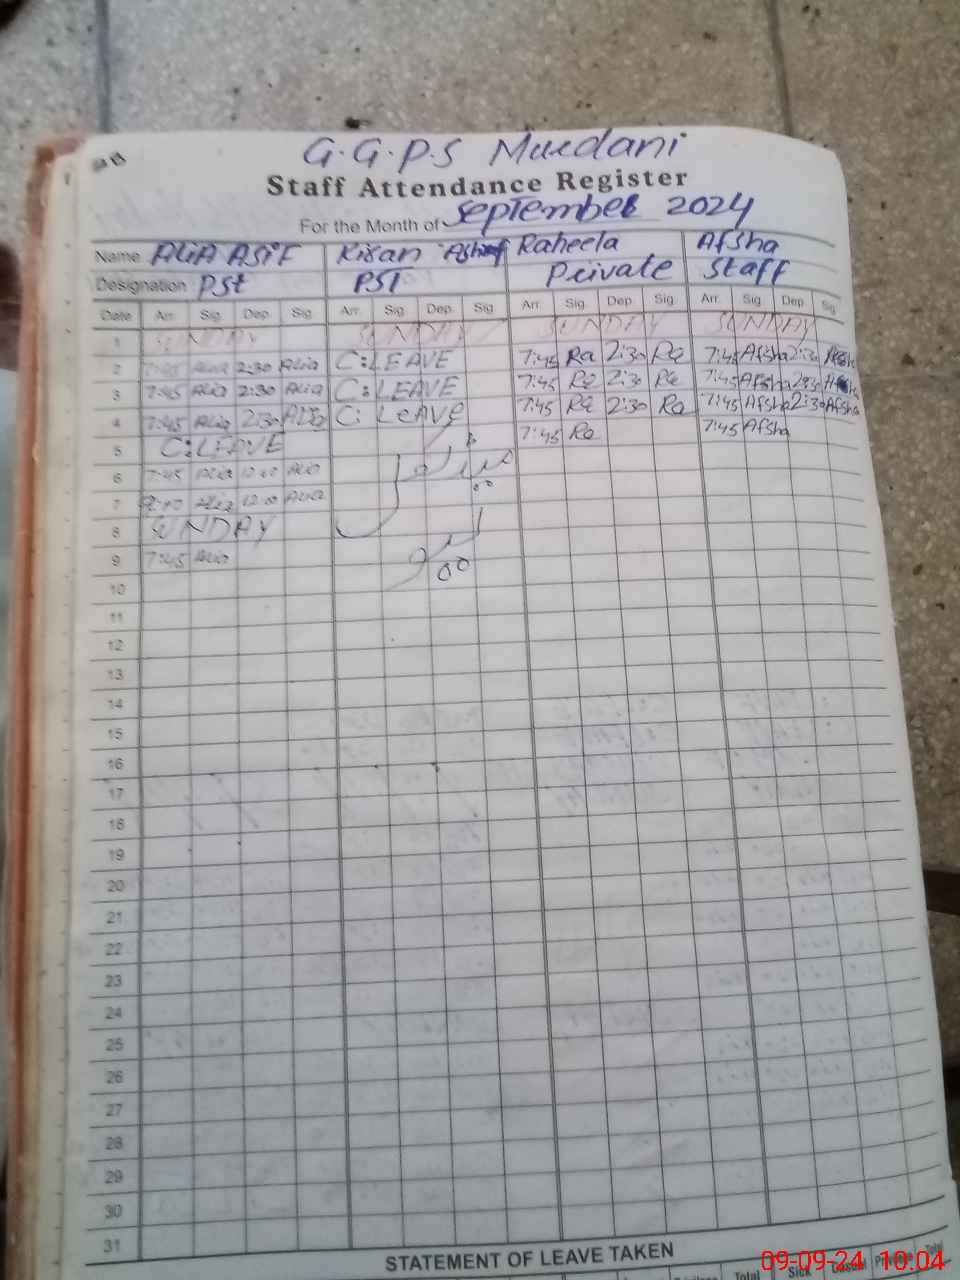 G.G.P.S Muedani
Staff Attendance Register
For the Month of September 2024
Name ALiA ASiF Kiran Ashraf Raheela Afsha
Designation PSt PST Private Staff
Date Arr. Sig. Dep. Sig Arr. Sig Dep. Sig Arr. Sig. Dep. Sig Arr. Sig Dep. Sig
1 SUNDAY SUNDAY SUNDAY SUNDAY
2 7:45 Alia 2:30 Alia C:LEAVE 7:45 Ra 2:30 Ra 7:45 Afsha 2:30
3 7:45 Alia 2:30 Alia C:LEAVE 7:45 Ra 2:30 Ra 7:45 Afsha 2:30
4 7:45 Alia 2:30 Alia C: LeAVe 7:45 Ra 2:30 Ra 7:45 Afsha 2:30 Afsha
5 C:LEAVE 7:45 Ra 7:45 Afsha
6 7:45 Alia 12:00 Alia
7 Alia 12:00 Alia
8 SUNDAY
9 7:45 Alia
10
11
12
13
14
15
16
17
18
19
20
21
22
23
24
25
26
27
28
29
30
31
STATEMENT OF LEAVE TAKEN
Total Sick Casual Privilege Total
09-09-24 10:04